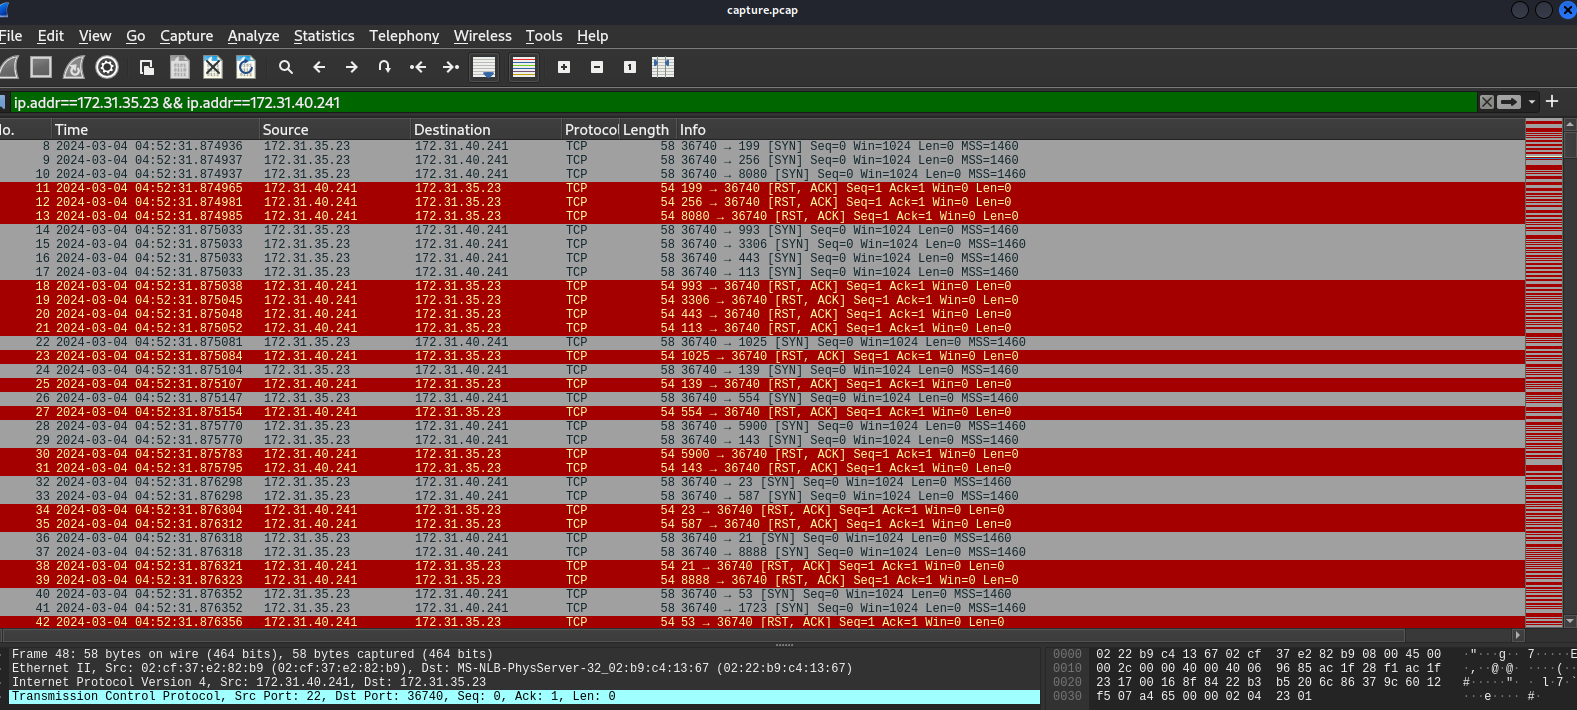 capture.pcap
File Edit View Go Capture Analyze Statistics Telephony Wireless Tools Help
ip.addr==172.31.35.23 && ip.addr==172.31.40.241
No. Time Source Destination Protocol Length Info
8 2024-03-04 04:52:31.874936 172.31.35.23 172.31.40.241 TCP 58 36740 → 199 [SYN] Seq=0 Win=1024 Len=0 MSS=1460
9 2024-03-04 04:52:31.874937 172.31.35.23 172.31.40.241 TCP 58 36740 → 256 [SYN] Seq=0 Win=1024 Len=0 MSS=1460
10 2024-03-04 04:52:31.874937 172.31.35.23 172.31.40.241 TCP 58 36740 → 8080 [SYN] Seq=0 Win=1024 Len=0 MSS=1460
11 2024-03-04 04:52:31.874965 172.31.40.241 172.31.35.23 TCP 54 199 → 36740 [RST, ACK] Seq=1 Ack=1 Win=0 Len=0
12 2024-03-04 04:52:31.874981 172.31.40.241 172.31.35.23 TCP 54 256 → 36740 [RST, ACK] Seq=1 Ack=1 Win=0 Len=0
13 2024-03-04 04:52:31.874985 172.31.40.241 172.31.35.23 TCP 54 8080 → 36740 [RST, ACK] Seq=1 Ack=1 Win=0 Len=0
14 2024-03-04 04:52:31.875033 172.31.35.23 172.31.40.241 TCP 58 36740 → 993 [SYN] Seq=0 Win=1024 Len=0 MSS=1460
15 2024-03-04 04:52:31.875033 172.31.35.23 172.31.40.241 TCP 58 36740 → 3306 [SYN] Seq=0 Win=1024 Len=0 MSS=1460
16 2024-03-04 04:52:31.875033 172.31.35.23 172.31.40.241 TCP 58 36740 → 443 [SYN] Seq=0 Win=1024 Len=0 MSS=1460
17 2024-03-04 04:52:31.875033 172.31.35.23 172.31.40.241 TCP 58 36740 → 113 [SYN] Seq=0 Win=1024 Len=0 MSS=1460
18 2024-03-04 04:52:31.875038 172.31.40.241 172.31.35.23 TCP 54 993 → 36740 [RST, ACK] Seq=1 Ack=1 Win=0 Len=0
19 2024-03-04 04:52:31.875045 172.31.40.241 172.31.35.23 TCP 54 3306 → 36740 [RST, ACK] Seq=1 Ack=1 Win=0 Len=0
20 2024-03-04 04:52:31.875048 172.31.40.241 172.31.35.23 TCP 54 443 → 36740 [RST, ACK] Seq=1 Ack=1 Win=0 Len=0
21 2024-03-04 04:52:31.875052 172.31.40.241 172.31.35.23 TCP 54 113 → 36740 [RST, ACK] Seq=1 Ack=1 Win=0 Len=0
22 2024-03-04 04:52:31.875081 172.31.35.23 172.31.40.241 TCP 58 36740 → 1025 [SYN] Seq=0 Win=1024 Len=0 MSS=1460
23 2024-03-04 04:52:31.875084 172.31.40.241 172.31.35.23 TCP 54 1025 → 36740 [RST, ACK] Seq=1 Ack=1 Win=0 Len=0
24 2024-03-04 04:52:31.875104 172.31.35.23 172.31.40.241 TCP 58 36740 → 139 [SYN] Seq=0 Win=1024 Len=0 MSS=1460
25 2024-03-04 04:52:31.875107 172.31.40.241 172.31.35.23 TCP 54 139 → 36740 [RST, ACK] Seq=1 Ack=1 Win=0 Len=0
26 2024-03-04 04:52:31.875147 172.31.35.23 172.31.40.241 TCP 58 36740 → 554 [SYN] Seq=0 Win=1024 Len=0 MSS=1460
27 2024-03-04 04:52:31.875154 172.31.40.241 172.31.35.23 TCP 54 554 → 36740 [RST, ACK] Seq=1 Ack=1 Win=0 Len=0
28 2024-03-04 04:52:31.875770 172.31.35.23 172.31.40.241 TCP 58 36740 → 5900 [SYN] Seq=0 Win=1024 Len=0 MSS=1460
29 2024-03-04 04:52:31.875770 172.31.35.23 172.31.40.241 TCP 58 36740 → 143 [SYN] Seq=0 Win=1024 Len=0 MSS=1460
30 2024-03-04 04:52:31.875783 172.31.40.241 172.31.35.23 TCP 54 5900 → 36740 [RST, ACK] Seq=1 Ack=1 Win=0 Len=0
31 2024-03-04 04:52:31.875795 172.31.40.241 172.31.35.23 TCP 54 143 → 36740 [RST, ACK] Seq=1 Ack=1 Win=0 Len=0
32 2024-03-04 04:52:31.876298 172.31.35.23 172.31.40.241 TCP 58 36740 → 23 [SYN] Seq=0 Win=1024 Len=0 MSS=1460
33 2024-03-04 04:52:31.876298 172.31.35.23 172.31.40.241 TCP 58 36740 → 587 [SYN] Seq=0 Win=1024 Len=0 MSS=1460
34 2024-03-04 04:52:31.876304 172.31.40.241 172.31.35.23 TCP 54 23 → 36740 [RST, ACK] Seq=1 Ack=1 Win=0 Len=0
35 2024-03-04 04:52:31.876312 172.31.40.241 172.31.35.23 TCP 54 587 → 36740 [RST, ACK] Seq=1 Ack=1 Win=0 Len=0
36 2024-03-04 04:52:31.876318 172.31.35.23 172.31.40.241 TCP 58 36740 → 21 [SYN] Seq=0 Win=1024 Len=0 MSS=1460
37 2024-03-04 04:52:31.876318 172.31.35.23 172.31.40.241 TCP 58 36740 → 8888 [SYN] Seq=0 Win=1024 Len=0 MSS=1460
38 2024-03-04 04:52:31.876321 172.31.40.241 172.31.35.23 TCP 54 21 → 36740 [RST, ACK] Seq=1 Ack=1 Win=0 Len=0
39 2024-03-04 04:52:31.876323 172.31.40.241 172.31.35.23 TCP 54 8888 → 36740 [RST, ACK] Seq=1 Ack=1 Win=0 Len=0
40 2024-03-04 04:52:31.876352 172.31.35.23 172.31.40.241 TCP 58 36740 → 53 [SYN] Seq=0 Win=1024 Len=0 MSS=1460
41 2024-03-04 04:52:31.876352 172.31.35.23 172.31.40.241 TCP 58 36740 → 1723 [SYN] Seq=0 Win=1024 Len=0 MSS=1460
42 2024-03-04 04:52:31.876356 172.31.40.241 172.31.35.23 TCP 54 53 → 36740 [RST, ACK] Seq=1 Ack=1 Win=0 Len=0
Frame 48: 58 bytes on wire (464 bits), 58 bytes captured (464 bits)
Ethernet II, Src: 02:cf:37:e2:82:b9 (02:cf:37:e2:82:b9), Dst: MS-NLB-PhysServer-32_02:b9:c4:13:67 (02:22:b9:c4:13:67)
Internet Protocol Version 4, Src: 172.31.40.241, Dst: 172.31.35.23
Transmission Control Protocol, Src Port: 22, Dst Port: 36740, Seq: 0, Ack: 1, Len: 0
0000 02 22 b9 c4 13 67 02 cf 37 e2 82 b9 08 00 45 00 ·"···g·· 7·····E
0010 00 2c 00 00 40 00 40 06 96 85 ac 1f 28 f1 ac 1f ·,··@·@· ····(··
0020 23 17 00 16 8f 84 22 b3 b5 20 6c 86 37 9c 60 12 #·····"· · l·7·`
0030 f5 07 a4 65 00 00 02 04 23 01 ···e···· #·